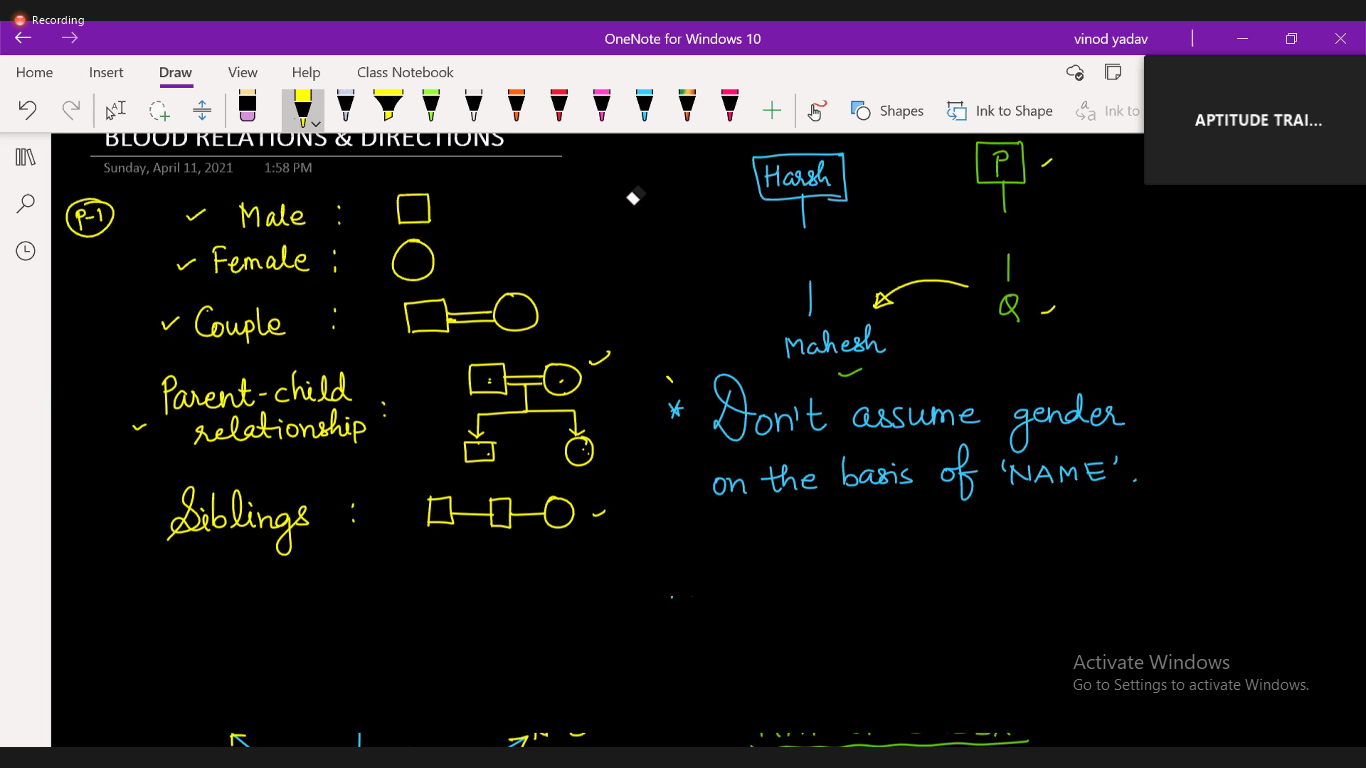 Recording
OneNote for Windows 10
vinod yadav
Home Insert Draw View Help Class Notebook
Shapes Ink to Shape Ink to
APTITUDE TRAI...
BLOOD RELATIONS & DIRECTIONS
Sunday, April 11, 2021 1:58 PM
P-1
Male :
Female :
Couple :
Parent-child
relationship :
Siblings :
Harsh
P
Q
Mahesh
* Don't assume gender
on the basis of 'NAME'.
Activate Windows
Go to Settings to activate Windows.